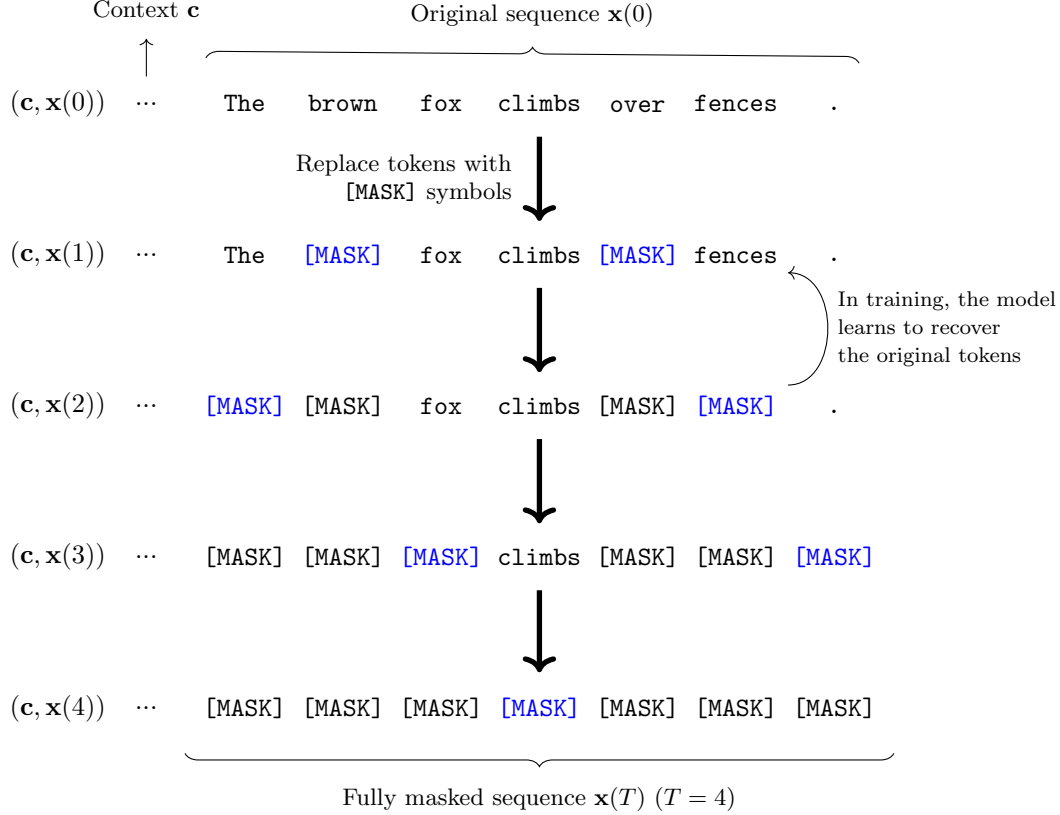 Context c
Original sequence x(0)
(c, x(0)) ... The brown fox climbs over fences .
Replace tokens with
[MASK] symbols
(c, x(1)) ... The [MASK] fox climbs [MASK] fences .
In training, the model
learns to recover
the original tokens
(c, x(2)) ... [MASK] [MASK] fox climbs [MASK] [MASK] .
(c, x(3)) ... [MASK] [MASK] [MASK] climbs [MASK] [MASK] [MASK]
(c, x(4)) ... [MASK] [MASK] [MASK] [MASK] [MASK] [MASK] [MASK]
Fully masked sequence x(T) (T = 4)